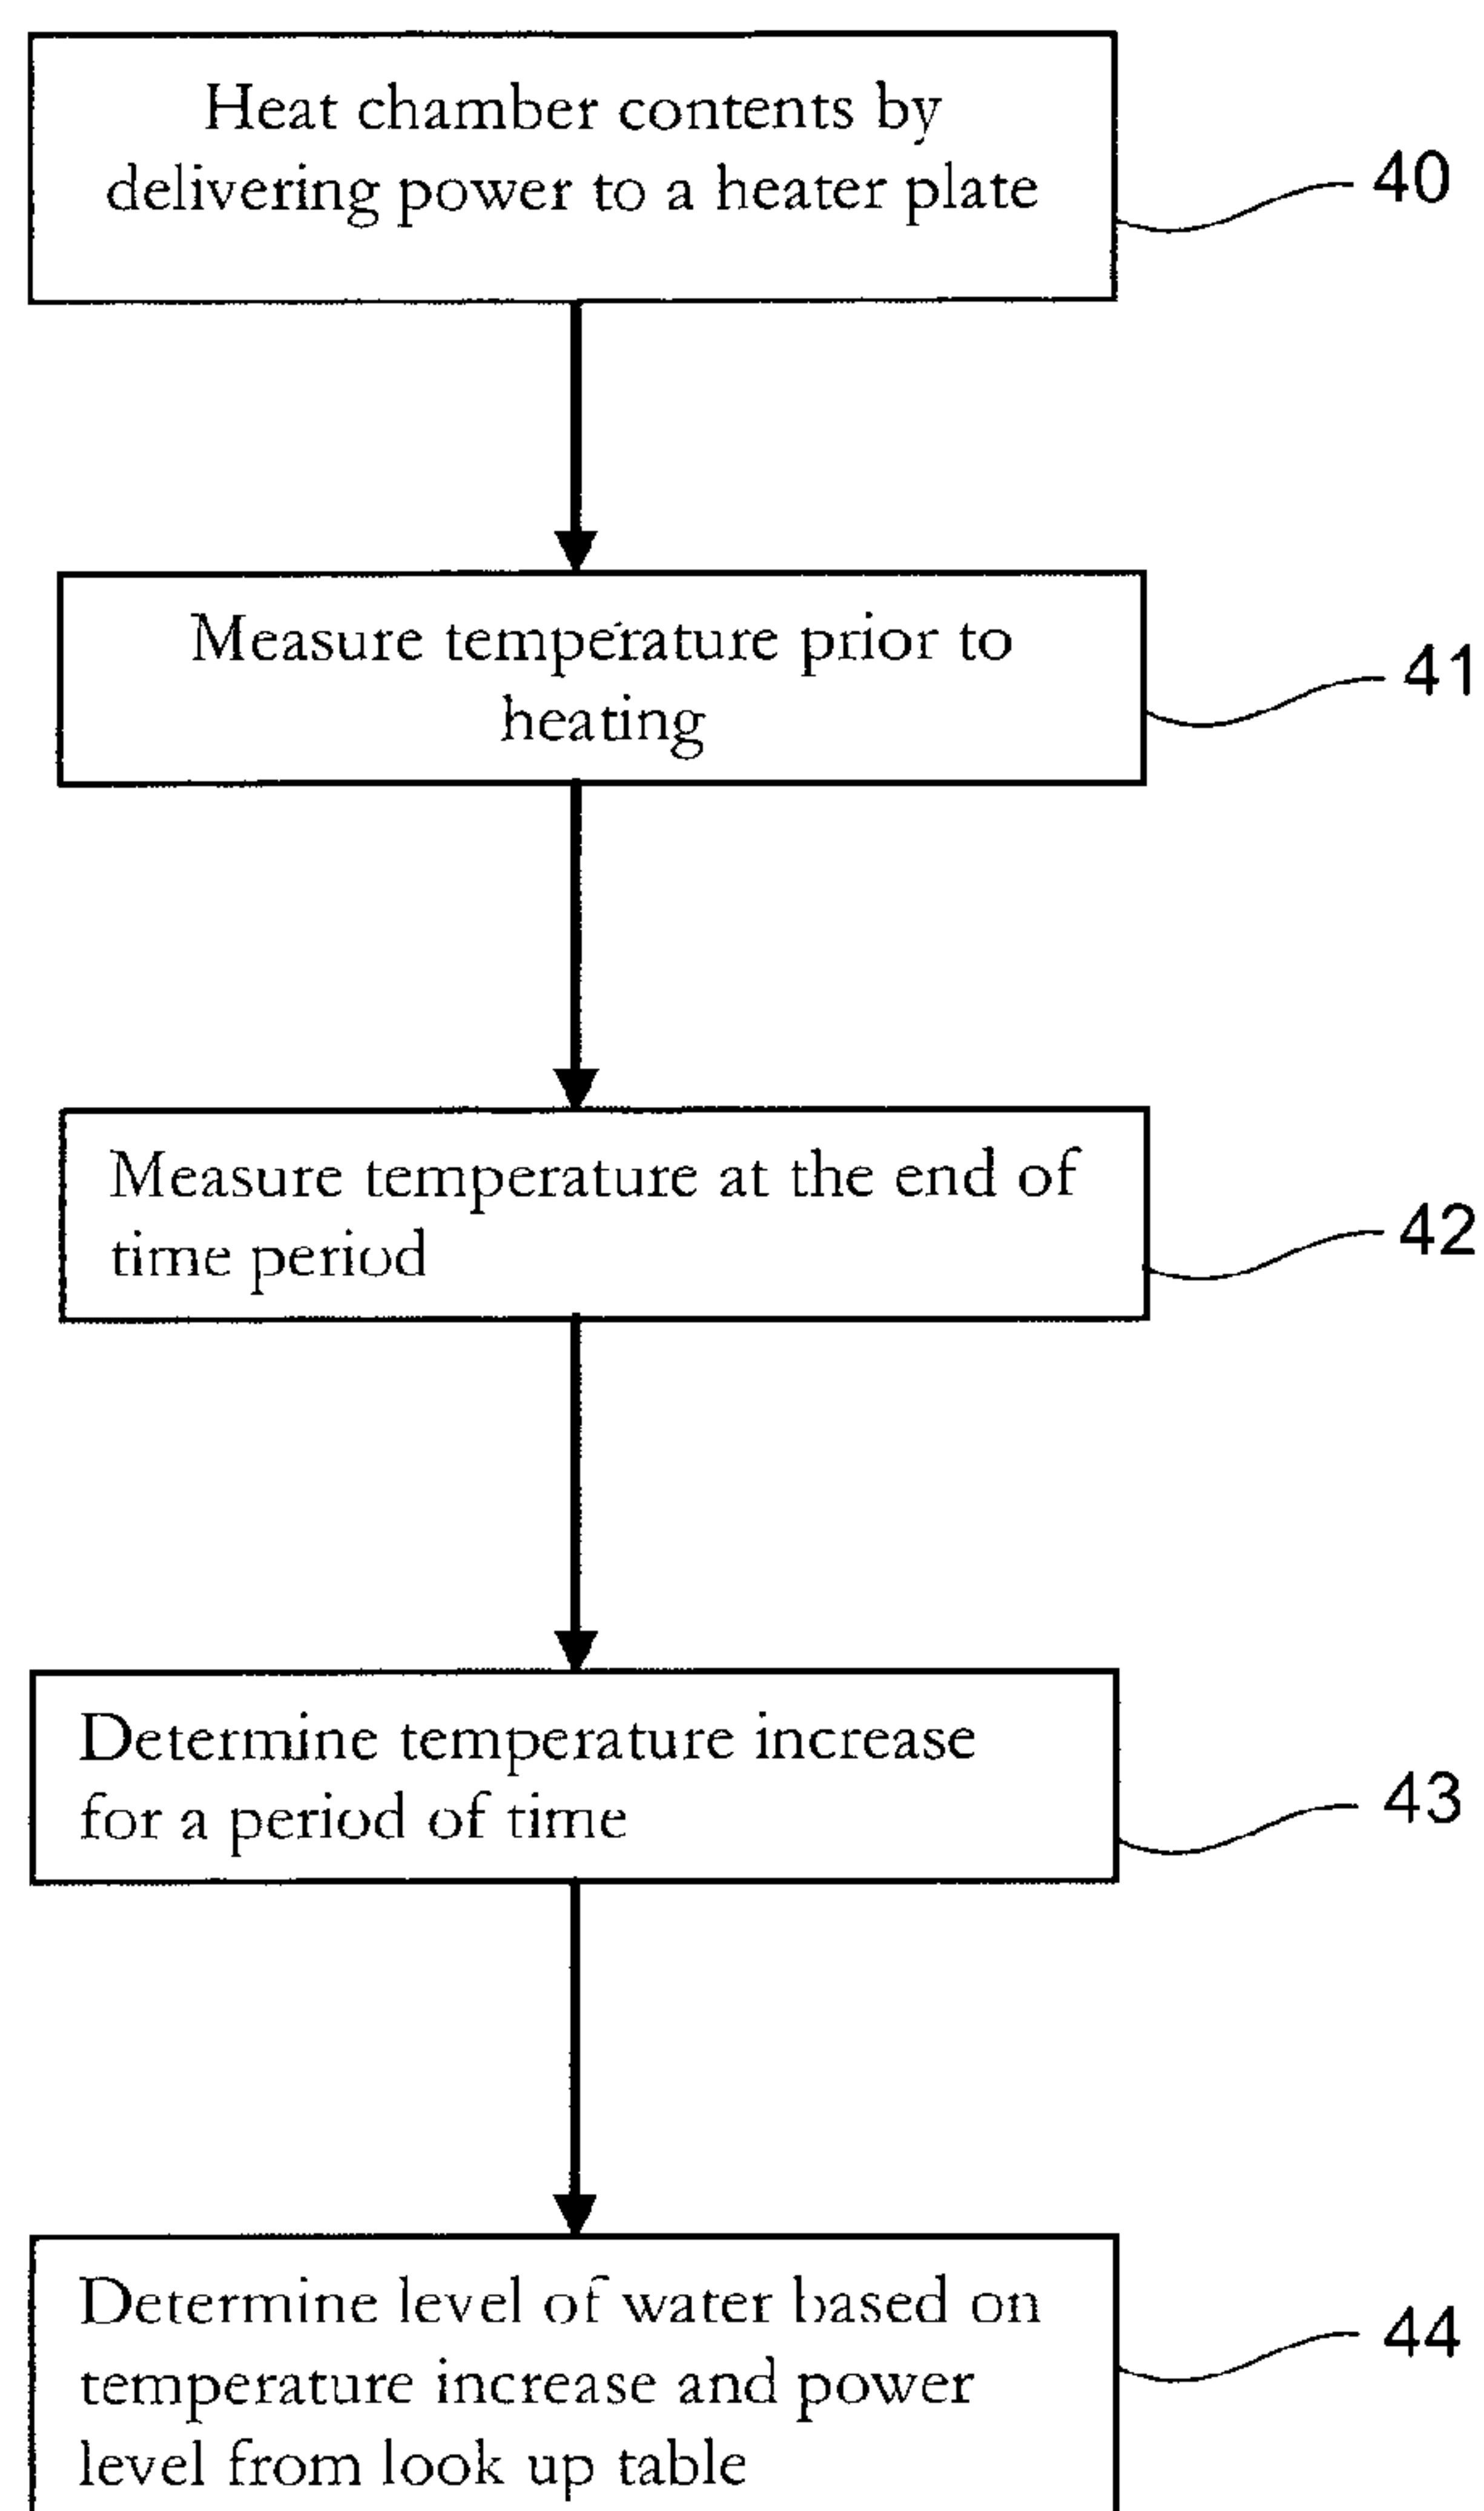 Heat chamber contents by
delivering power to a heater plate
40
Measure temperature prior to
heating
41
Measure temperature at the end of
time period
42
Determine temperature increase
for a period of time
43
Determine level of water based on
temperature increase and power
level from look up table
44